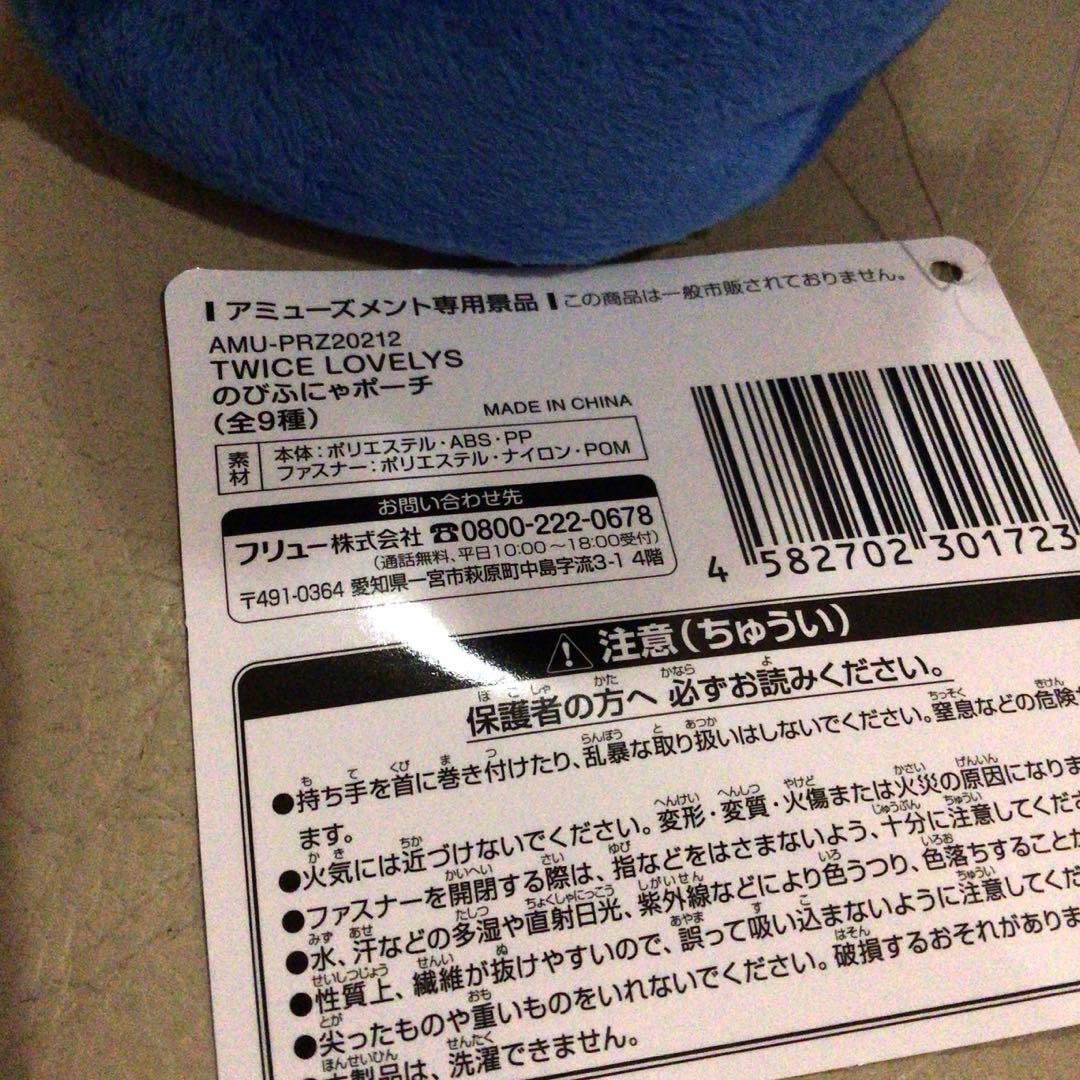 アミューズメント専用景品 この商品は一般市販されておりません。
AMU-PRZ20212
TWICE LOVELYS
のびふにゃポーチ
(全9種)
MADE IN CHINA
素材
本体:ポリエステル・ABS・PP
ファスナー:ポリエステル・ナイロン・POM
お問い合わせ先
フリュー株式会社 ☎0800-222-0678
(通話無料、平日10:00~18:00受付)
〒491-0364 愛知県一宮市萩原町中島字流3-1 4階
4 582702 301723
⚠注意(ちゅうい)
保護者の方へ 必ずお読みください。
●持ち手を首に巻き付けたり、乱暴な取り扱いはしないでください。窒息などの危険
ます。
●火気には近づけないでください。変形・変質・火傷または火災の原因になりま
●ファスナーを開閉する際は、指などをはさまないよう、十分に注意してくださ
●水、汗などの多湿や直射日光、紫外線などにより色うつり、色落ちすることが
●性質上、繊維が抜けやすいので、誤って吸い込まないように注意してくだ
●尖ったものや重いものをいれないでください。破損するおそれがありま
●本製品は、洗濯できません。